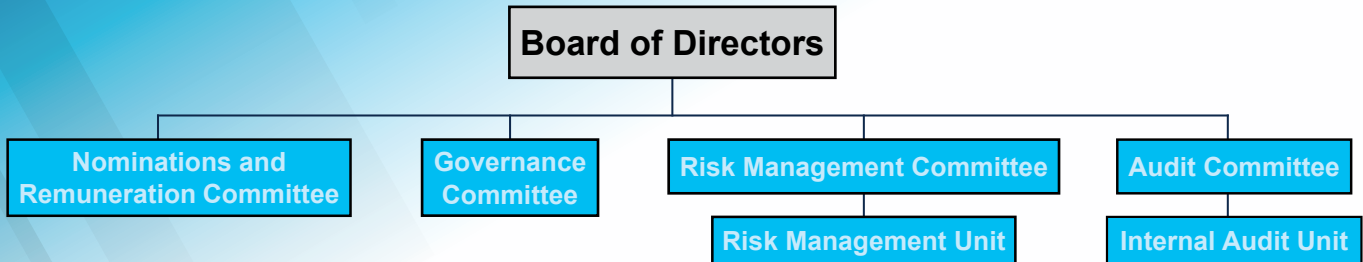 Board of Directors
Nominations and
Remuneration Committee
Governance
Committee
Risk Management Committee
Audit Committee
Risk Management Unit
Internal Audit Unit